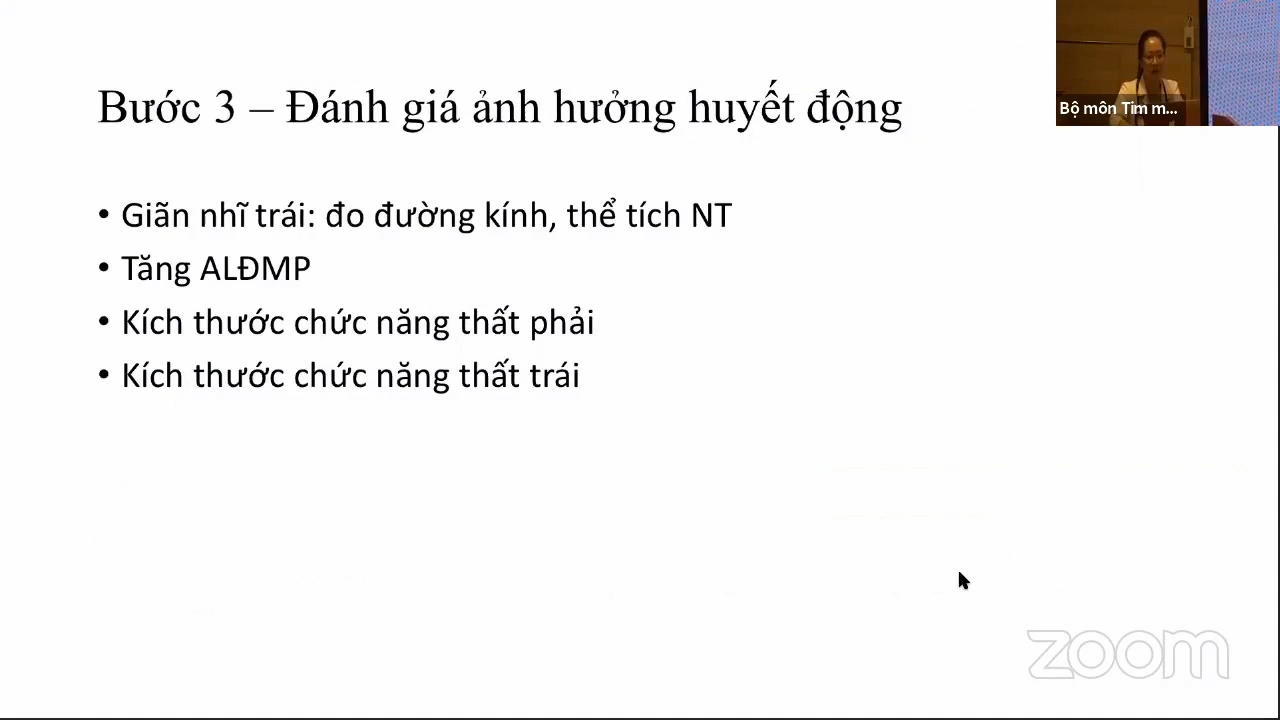 Bước 3 – Đánh giá ảnh hưởng huyết động
Bộ môn Tim m...
• Giãn nhĩ trái: đo đường kính, thể tích NT
• Tăng ALĐMP
• Kích thước chức năng thất phải
• Kích thước chức năng thất trái
zoom